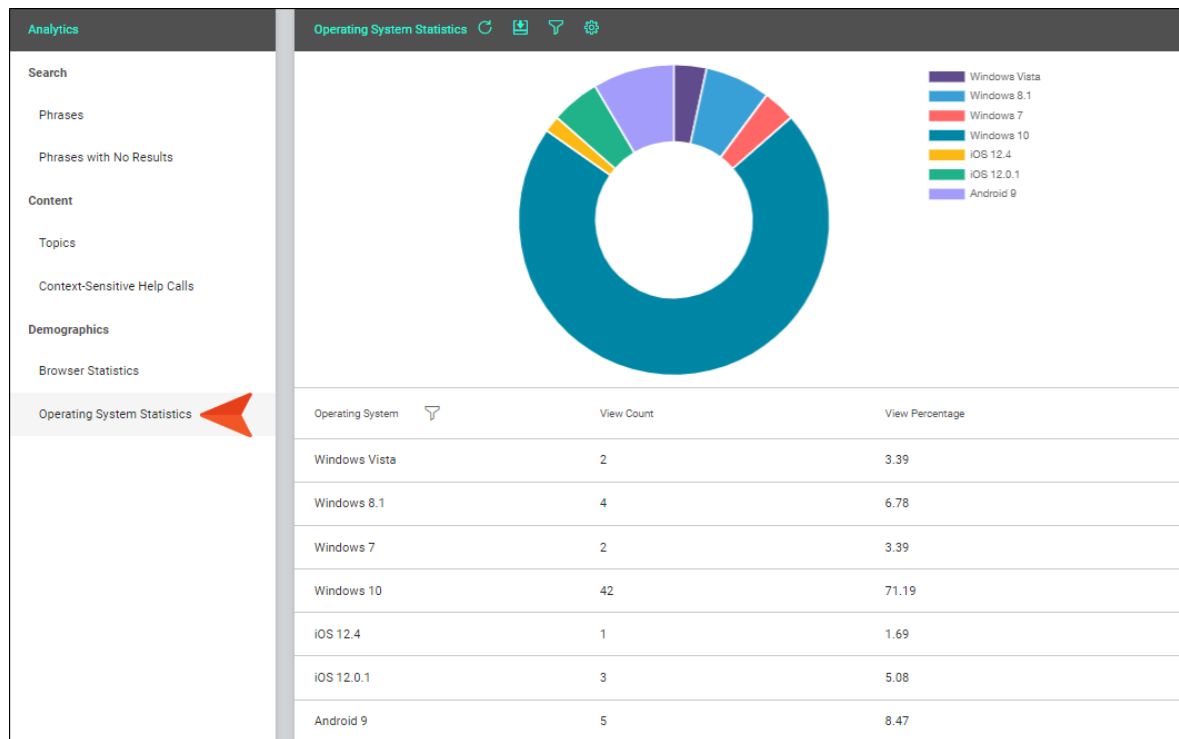 Analytics
Search
Phrases
Phrases with No Results
Content
Topics
Context-Sensitive Help Calls
Demographics
Browser Statistics
Operating System Statistics
Operating System Statistics
Windows Vista
Windows 8.1
Windows 7
Windows 10
iOS 12.4
iOS 12.0.1
Android 9
Operating System View Count View Percentage
Windows Vista 2 3.39
Windows 8.1 4 6.78
Windows 7 2 3.39
Windows 10 42 71.19
iOS 12.4 1 1.69
iOS 12.0.1 3 5.08
Android 9 5 8.47